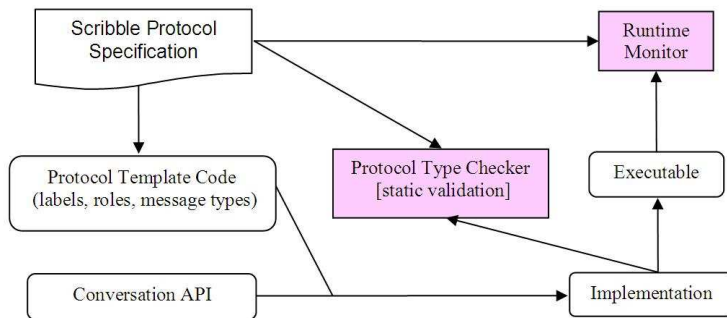 Scribble Protocol
Specification
Runtime
Monitor
Protocol Template Code
(labels, roles, message types)
Protocol Type Checker
[static validation]
Executable
Conversation API
Implementation